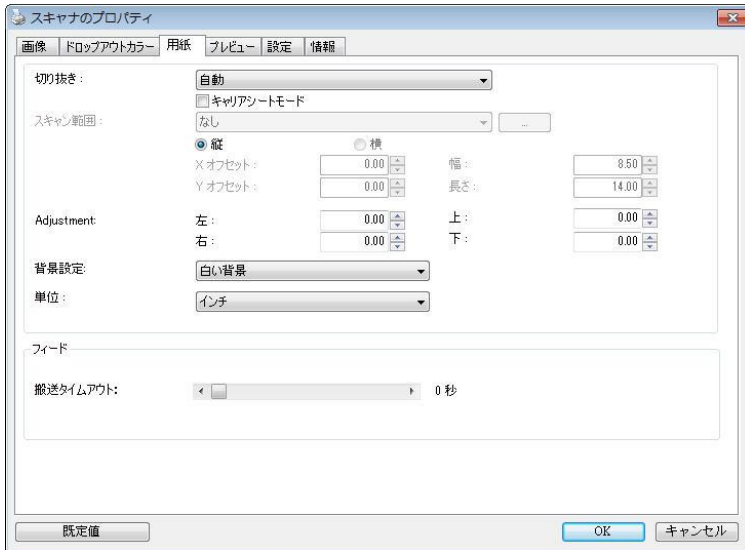 スキャナのプロパティ
画像 ドロップアウトカラー 用紙 プレビュー 設定 情報
切り抜き : 自動
キャリアシートモード
スキャン範囲 : なし ...
縦 横
X オフセット : 0.00 幅 : 8.50
Y オフセット : 0.00 長さ : 14.00
Adjustment: 左 : 0.00 上 : 0.00
右 : 0.00 下 : 0.00
背景設定: 白い背景
単位 : インチ
フィード
搬送タイムアウト: 0 秒
既定値 OK キャンセル